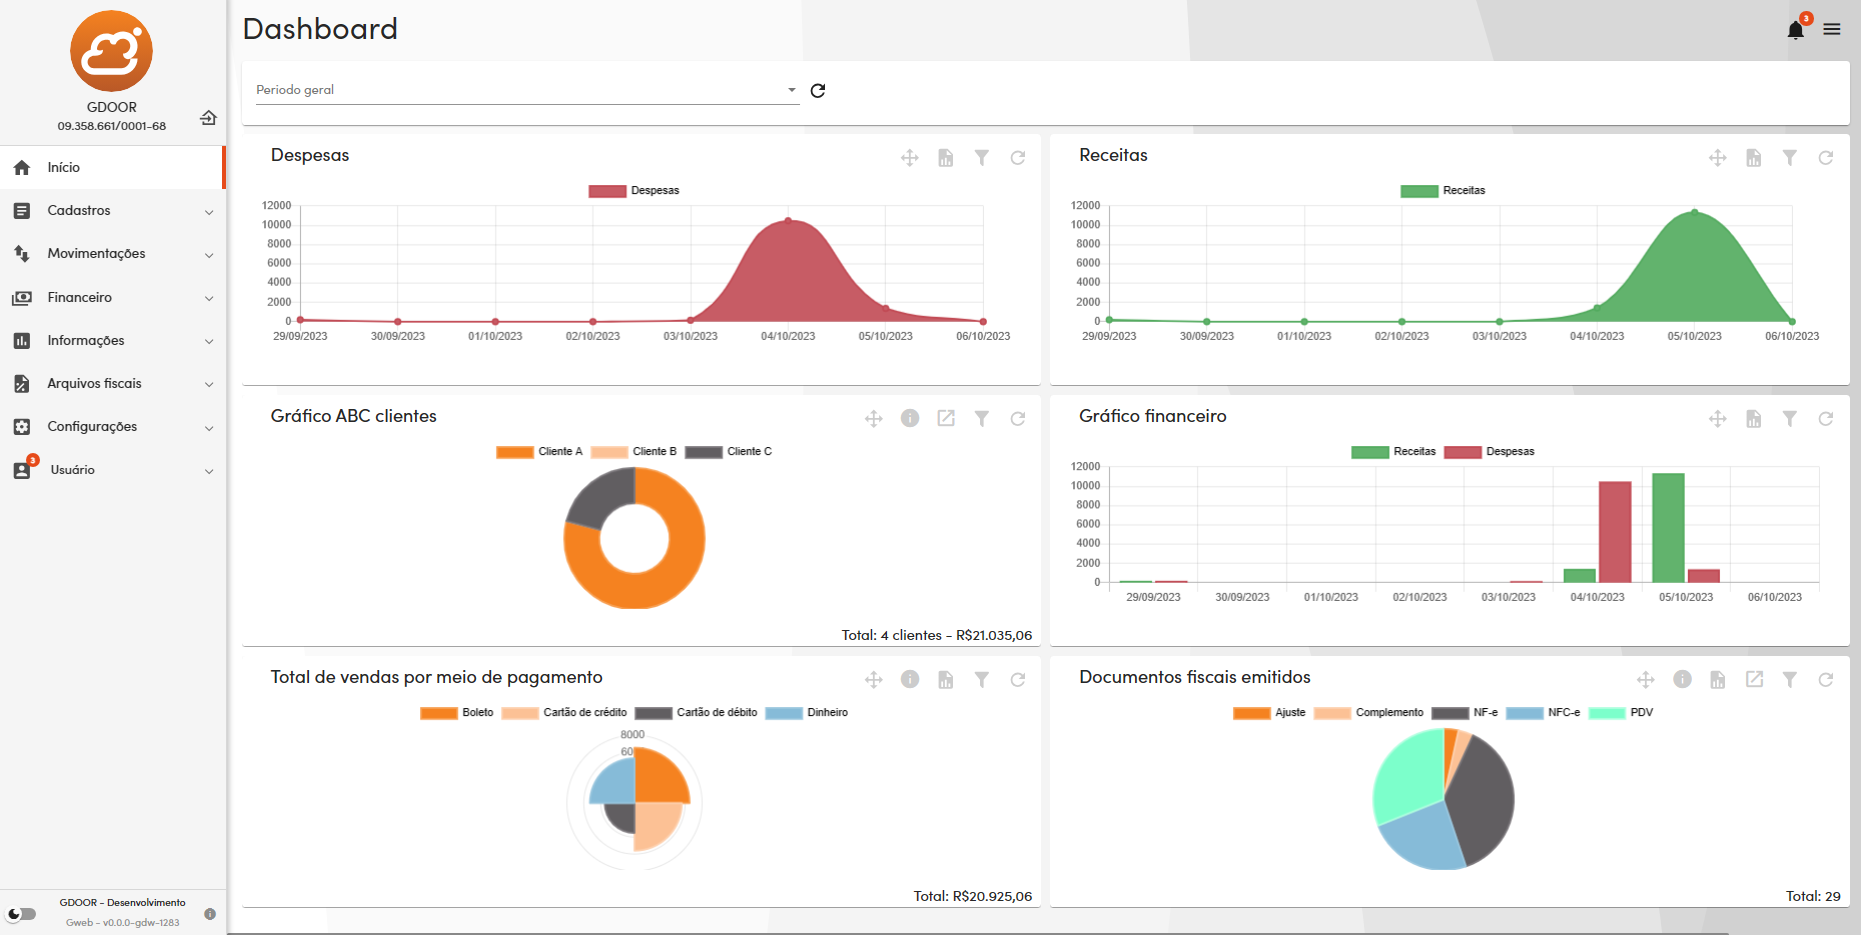 GDOOR
09.358.661/0001-68
Início
Cadastros
Movimentações
Financeiro
Informações
Arquivos fiscais
Configurações
3
Usuário
GDOOR - Desenvolvimento
Gweb - v0.0.0-gdw-1283
Dashboard
3
Periodo geral
Despesas
Despesas
12000
10000
8000
6000
4000
2000
0
29/09/2023 30/09/2023 01/10/2023 02/10/2023 03/10/2023 04/10/2023 05/10/2023 06/10/2023
Receitas
Receitas
12000
10000
8000
6000
4000
2000
0
29/09/2023 30/09/2023 01/10/2023 02/10/2023 03/10/2023 04/10/2023 05/10/2023 06/10/2023
Gráfico ABC clientes
Cliente A Cliente B Cliente C
Total: 4 clientes - R$21.035,06
Gráfico financeiro
Receitas Despesas
12000
10000
8000
6000
4000
2000
0
29/09/2023 30/09/2023 01/10/2023 02/10/2023 03/10/2023 04/10/2023 05/10/2023 06/10/2023
Total de vendas por meio de pagamento
Boleto Cartão de crédito Cartão de débito Dinheiro
8000
60
Total: R$20.925,06
Documentos fiscais emitidos
Ajuste Complemento NF-e NFC-e PDV
Total: 29